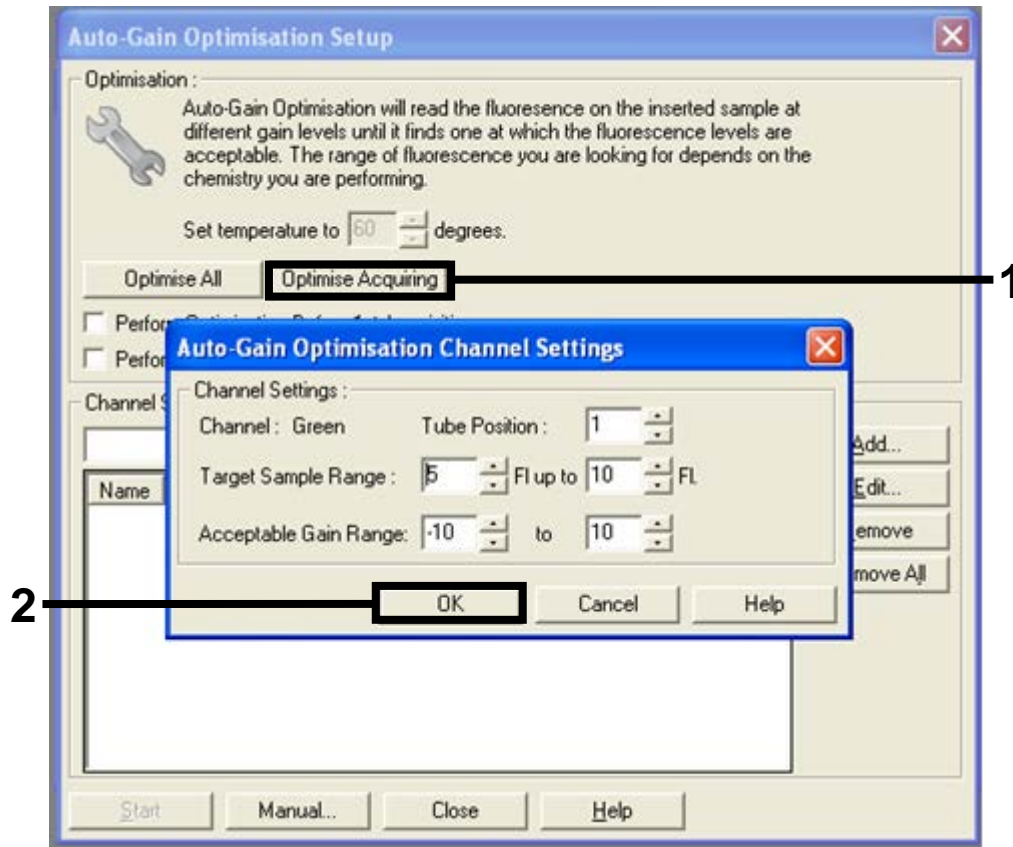 Auto-Gain Optimisation Setup
Optimisation :
Auto-Gain Optimisation will read the fluoresence on the inserted sample at
different gain levels until it finds one at which the fluorescence levels are
acceptable. The range of fluorescence you are looking for depends on the
chemistry you are performing.
Set temperature to 60 degrees.
Optimise All Optimise Acquiring
1
Auto-Gain Optimisation Channel Settings
Channel Settings :
Channel : Green Tube Position : 1
Target Sample Range : 5 Fl up to 10 Fl.
Acceptable Gain Range: -10 to 10
OK Cancel Help
2
Channel
Name
Add...
Edit...
Start Manual... Close Help